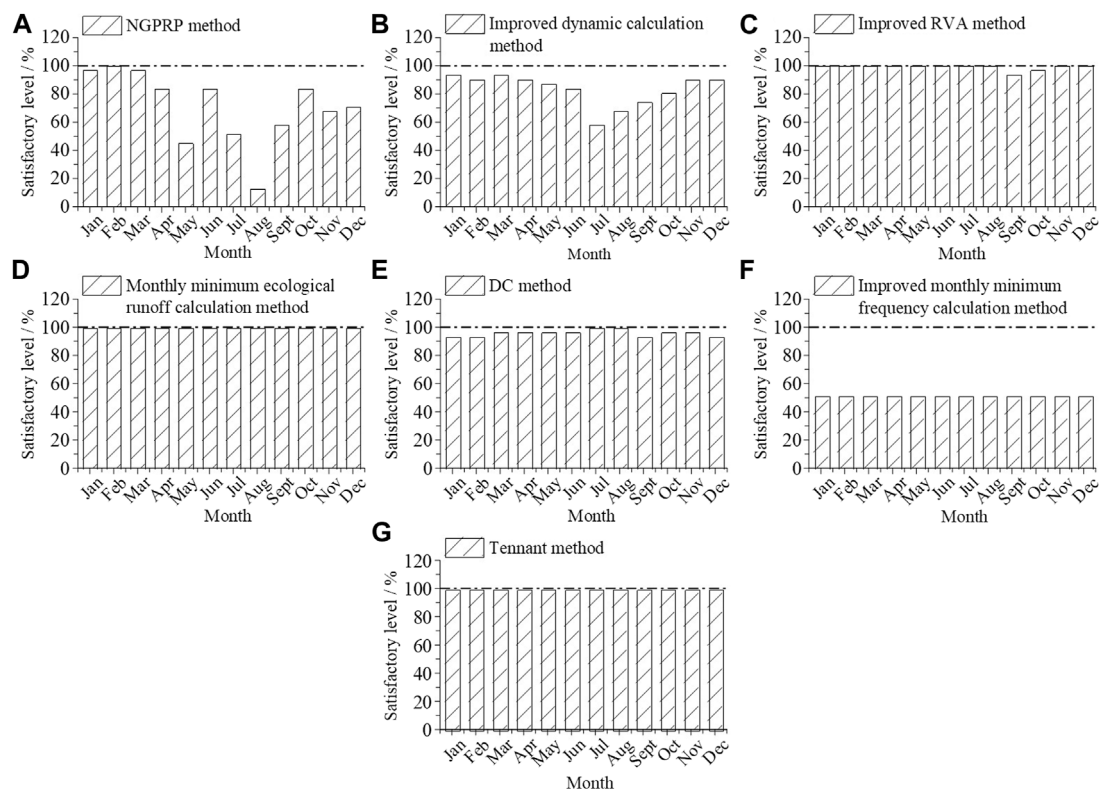 A
NGPRP method
Satisfactory level / %
120
100
80
60
40
20
0
Jan Feb Mar Apr May Jun Jul Aug Sept Oct Nov Dec
Month
B
Improved dynamic calculation
method
Satisfactory level / %
120
100
80
60
40
20
0
Jan Feb Mar Apr May Jun Jul Aug Sept Oct Nov Dec
Month
C
Improved RVA method
Satisfactory level / %
120
100
80
60
40
20
0
Jan Feb Mar Apr May Jun Jul Aug Sept Oct Nov Dec
Month
D
Monthly minimum ecological
runoff calculation method
Satisfactory level / %
120
100
80
60
40
20
0
Jan Feb Mar Apr May Jun Jul Aug Sept Oct Nov Dec
Month
E
DC method
Satisfactory level / %
120
100
80
60
40
20
0
Jan Feb Mar Apr May Jun Jul Aug Sept Oct Nov Dec
Month
F
Improved monthly minimum
frequency calculation method
Satisfactory level / %
120
100
80
60
40
20
0
Jan Feb Mar Apr May Jun Jul Aug Sept Oct Nov Dec
Month
G
Tennant method
Satisfactory level / %
120
100
80
60
40
20
0
Jan Feb Mar Apr May Jun Jul Aug Sept Oct Nov Dec
Month